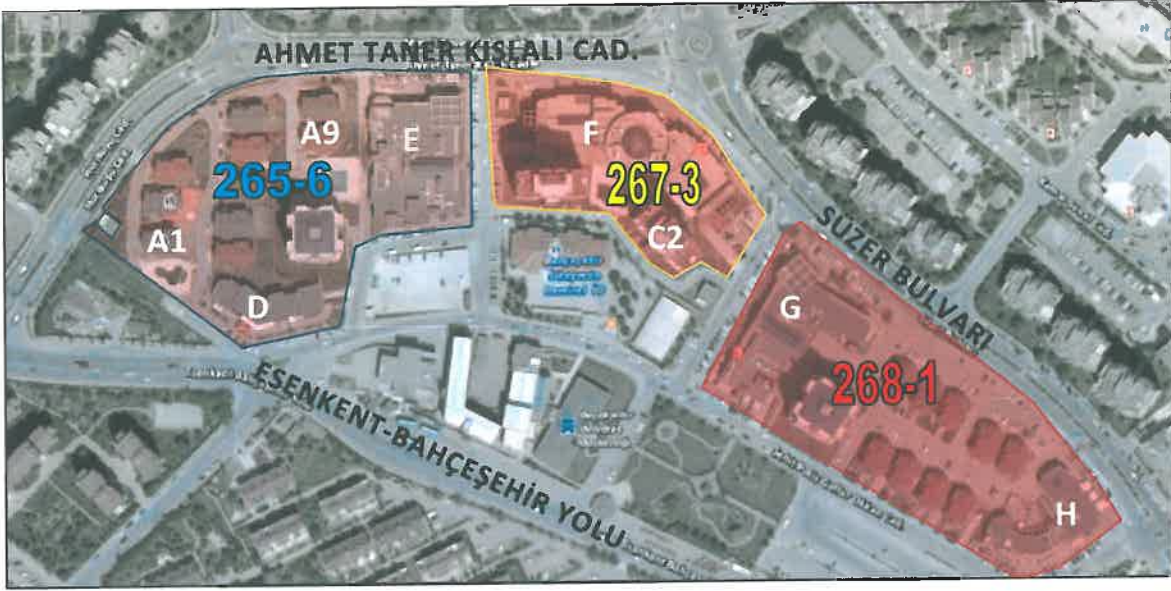 AHMET TANER KIŞLALI CAD.
A9
E
F
265-6
267-3
A1
C2
D
SÜZER BULVARI
G
268-1
ESENKENT-BAHÇEŞEHİR YOLU
H